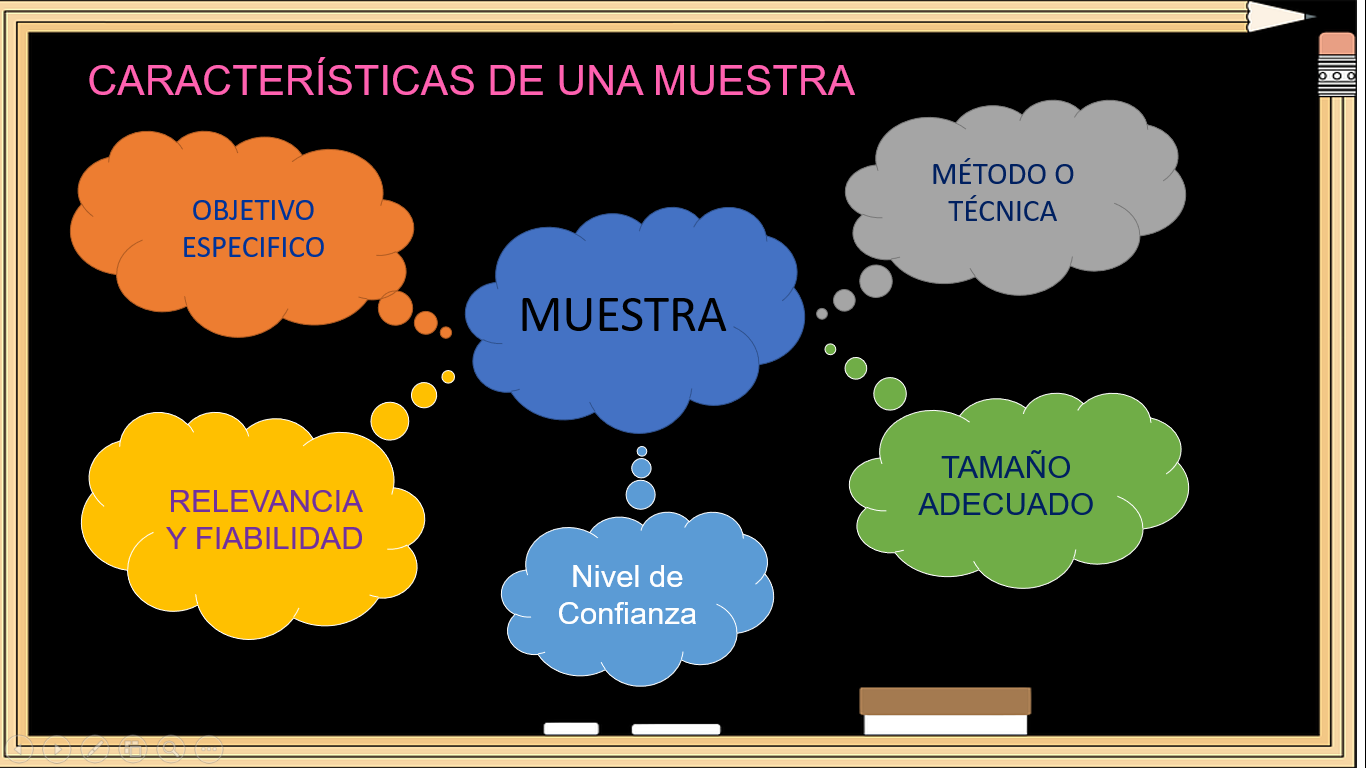 CARACTERÍSTICAS DE UNA MUESTRA
OBJETIVO
ESPECIFICO
MÉTODO O
TÉCNICA
MUESTRA
RELEVANCIA
Y FIABILIDAD
TAMAÑO
ADECUADO
Nivel de
Confianza